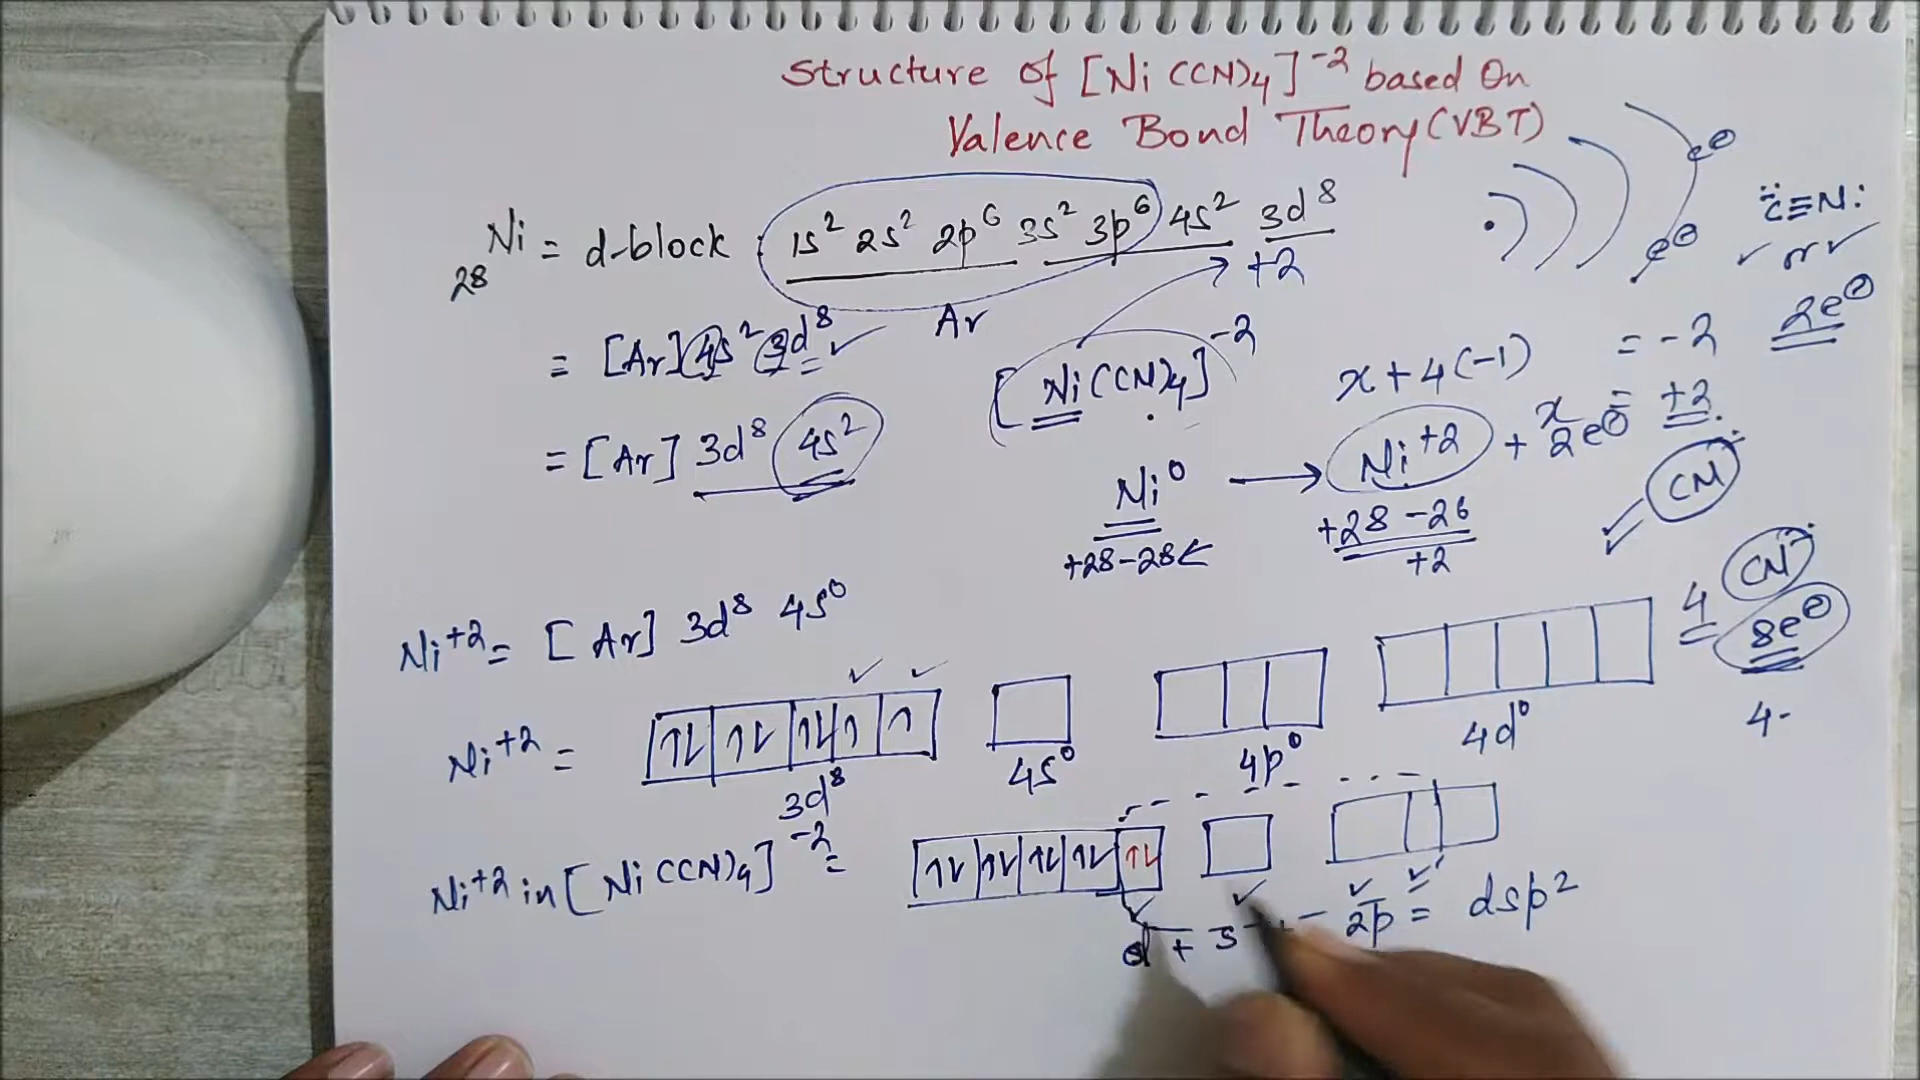 Structure of [Ni(CN)4]⁻² based On
Valence Bond Theory (VBT)
28Ni = d-block 1s² 2s² 2p⁶ 3s² 3p⁶ 4s² 3d⁸
Ar
+2
e⊖
e⊖
:C≡N:
✓ or ✓
2e⊖
= [Ar] 4s² 3d⁸ ✓
[Ni(CN)4]⁻²
x + 4(-1) = -2
x = +2
= [Ar] 3d⁸ 4s²
Ni⁰ → Ni⁺² + 2e⊖
+28-28
+28-26
+2
CN
CN
4
8e⊖
4-
Ni⁺² = [Ar] 3d⁸ 4s⁰
Ni⁺² = ↑↓ ↑↓ ↑↓ ↑ ↑
3d⁸ 4s⁰ 4p⁰ 4d⁰
Ni⁺² in [Ni(CN)4]⁻² = ↑↓ ↑↓ ↑↓ ↑↓ ↑↓
d + s 2p = dsp²